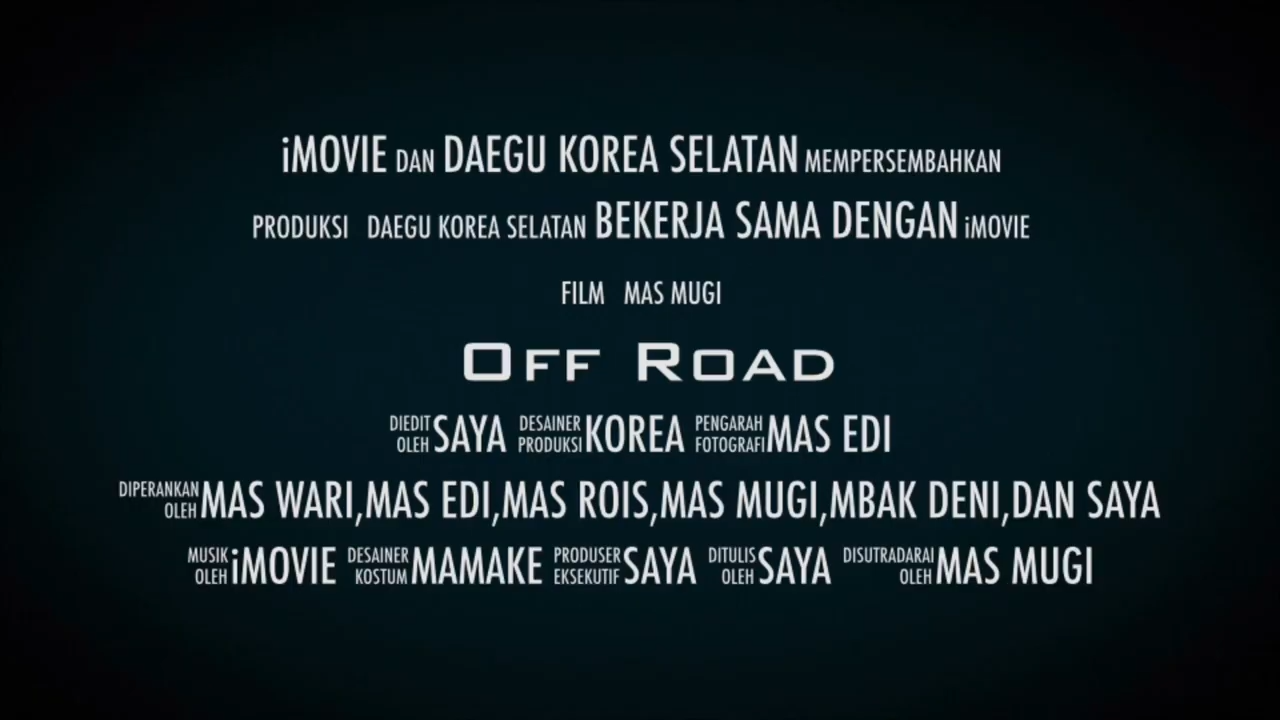 iMOVIE DAN DAEGU KOREA SELATAN MEMPERSEMBAHKAN
PRODUKSI DAEGU KOREA SELATAN BEKERJA SAMA DENGAN iMOVIE
FILM MAS MUGI
OFF ROAD
DIEDIT OLEH SAYA DESAINER PRODUKSI KOREA PENGARAH FOTOGRAFI MAS EDI
DIPERANKAN OLEH MAS WARI,MAS EDI,MAS ROIS,MAS MUGI,MBAK DENI,DAN SAYA
MUSIK OLEH iMOVIE DESAINER KOSTUM MAMAKE PRODUSER EKSEKUTIF SAYA DITULIS OLEH SAYA DISUTRADARAI OLEH MAS MUGI